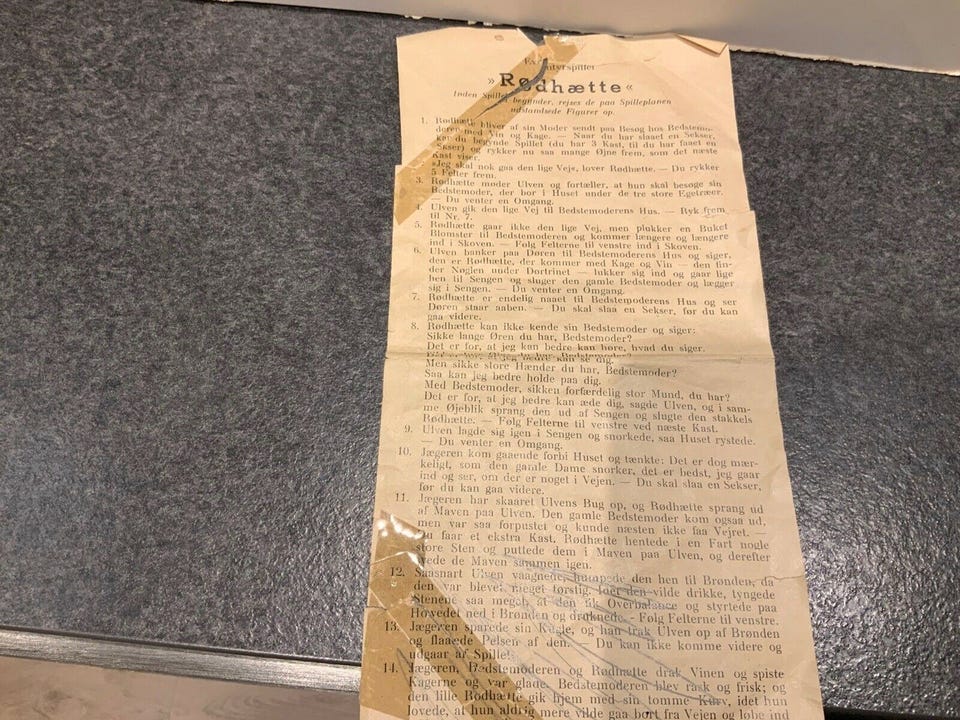 Eventyrspillet
»Rødhætte«
Inden Spillet begynder, rejses de paa Spilleplanen
udstandsede Figurer op.
1. Rødhætte bliver af sin Moder sendt paa Besøg hos Bedstemo-
deren med Vin og Kage. — Naar du har slaaet en Sekser,
kan du begynde Spillet (du har 3 Kast, til du har faaet en
Sekser) og rykker nu saa mange Øjne frem, som det næste
Kast viser.
2. »Jeg skal nok gaa den lige Vej«, lover Rødhætte. — Du rykker
5 Felter frem.
3. Rødhætte møder Ulven og fortæller, at hun skal besøge sin
Bedstemoder, der bor i Huset under de tre store Egetræer.
— Du venter en Omgang.
4. Ulven gik den lige Vej til Bedstemoderens Hus. — Ryk frem
til Nr. 7.
5. Rødhætte gaar ikke den lige Vej, men plukker en Buket
Blomster til Bedstemoderen og kommer længere og længere
ind i Skoven. — Følg Felterne til venstre ind i Skoven.
6. Ulven banker paa Døren til Bedstemoderens Hus og siger,
den er Rødhætte, der kommer med Kage og Vin — den fin-
der Nøglen under Dørtrinet — lukker sig ind og gaar lige
hen til Sengen og sluger den gamle Bedstemoder og lægger
sig i Sengen. — Du venter en Omgang.
7. Rødhætte er endelig naaet til Bedstemoderens Hus og ser
Døren staar aaben. — Du skal slaa en Sekser, før du kan
gaa videre.
8. Rødhætte kan ikke kende sin Bedstemoder og siger:
Sikke lange Øren du har, Bedstemoder?
Det er for, at jeg kan bedre kan høre, hvad du siger.
jeg bedre kan se dig.
Men sikke store Hænder du har, Bedstemoder?
Saa kan jeg bedre holde paa dig.
Med Bedstemoder, sikken forfærdelig stor Mund, du har?
Det er for, at jeg bedre kan æde dig, sagde Ulven, og i sam-
me Øjeblik sprang den ud af Sengen og slugte den stakkels
Rødhætte. — Følg Felterne til venstre ved næste Kast.
9. Ulven lagde sig igen i Sengen og snorkede, saa Huset rystede.
— Du venter en Omgang.
10. Jægeren kom gaaende forbi Huset og tænkte: Det er dog mær-
keligt, som den gamle Dame snorker, det er bedst, jeg gaar
ind og ser, om der er noget i Vejen. — Du skal slaa en Sekser,
før du kan gaa videre.
11. Jægeren har skaaret Ulvens Bug op, og Rødhætte sprang ud
af Maven paa Ulven. Den gamle Bedstemoder kom ogsaa ud,
men var saa forpustet og kunde næsten ikke faa Vejret —
Du faar et ekstra Kast. Rødhætte hentede i en Fart nogle
store Sten og puttede dem i Maven paa Ulven, og derefter
syede de Maven sammen igen.
12. Saasnart Ulven vaagnede, humpede den hen til Brønden, da
den var blevet meget tørstig. Idet den vilde drikke, tyngede
Stenene saa meget, at den fik Overbalance og styrtede paa
Hovedet ned i Brønden og druknede. - Følg Felterne til venstre.
13. Jægeren sparede sin Kugle, og han trak Ulven op af Brønden
og flaaede Pelsen af den. — Du kan ikke komme videre og
udgaar af Spillet.
14. Jægeren, Bedstemoderen og Rødhætte drak Vinen og spiste
Kagerne og var glade. Bedstemoderen blev rask og frisk; og
den lille Rødhætte gik hjem med sin tomme Kurv, idet hun
lovede, at hun aldrig mere vilde gaa bort fra Vejen og løbe ind